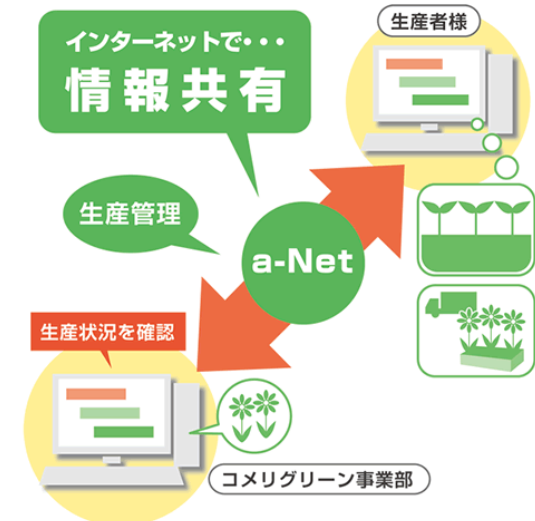 インターネットで・・・
情報共有
生産者様
生産管理
a-Net
生産状況を確認
コメリグリーン事業部